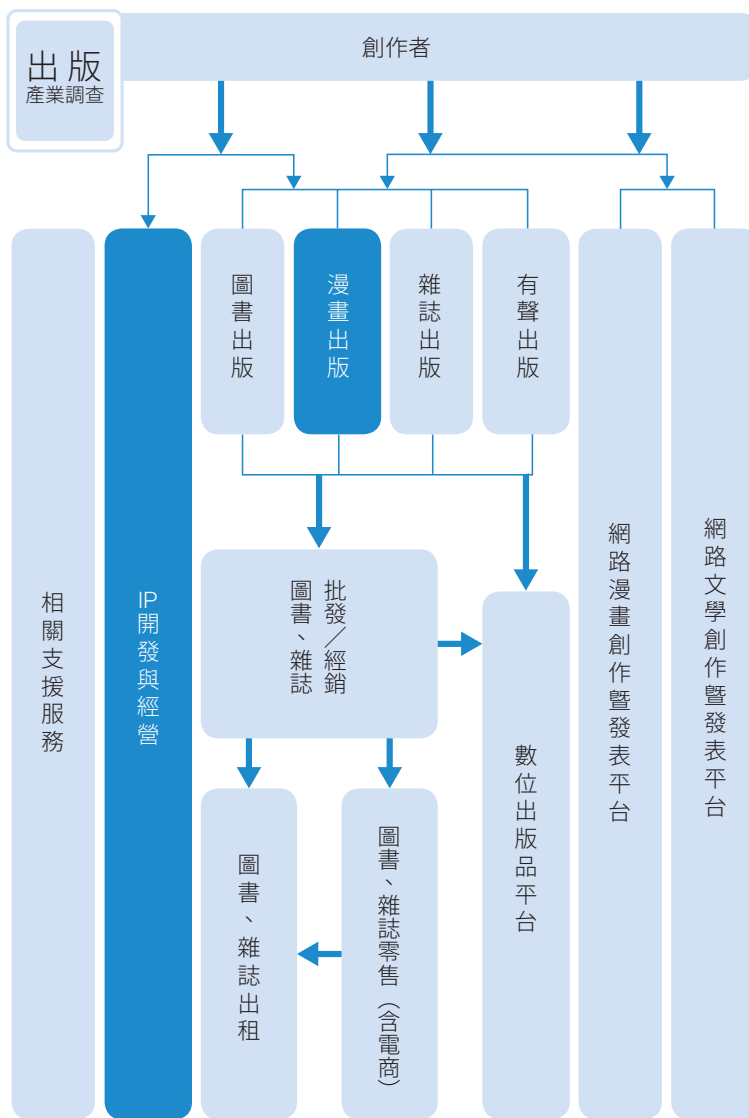 出版
產業調查
創作者
圖書出版
漫畫出版
雜誌出版
有聲出版
相關支援服務
IP開發與經營
批發／經銷
圖書、雜誌
數位出版品平台
網路漫畫創作暨發表平台
網路文學創作暨發表平台
圖書、雜誌出租
圖書、雜誌零售（含電商）